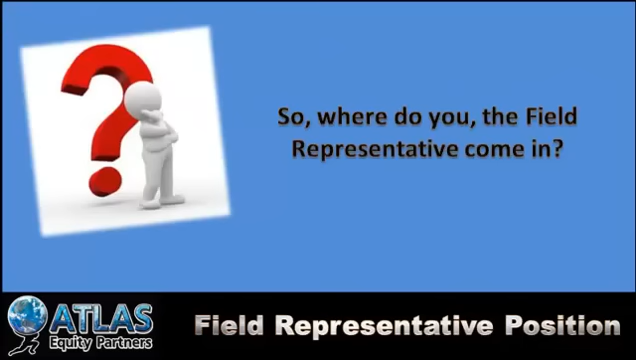 So, where do you, the Field
Representative come in?
ATLAS
Equity Partners
Field Representative Position